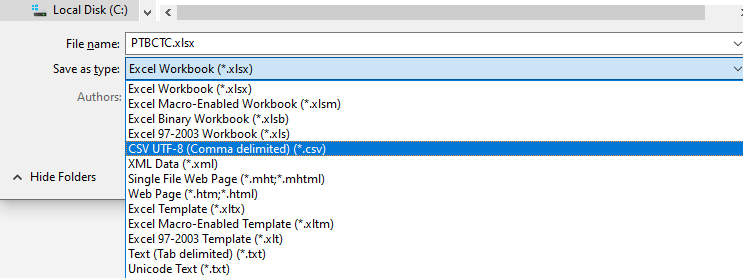 Local Disk (C:)
File name: PTBCTC.xlsx
Save as type: Excel Workbook (*.xlsx)
Authors:
Excel Workbook (*.xlsx)
Excel Macro-Enabled Workbook (*.xlsm)
Excel Binary Workbook (*.xlsb)
Excel 97-2003 Workbook (*.xls)
CSV UTF-8 (Comma delimited) (*.csv)
XML Data (*.xml)
Single File Web Page (*.mht;*.mhtml)
Hide Folders
Web Page (*.htm;*.html)
Excel Template (*.xltx)
Excel Macro-Enabled Template (*.xltm)
Excel 97-2003 Template (*.xlt)
Text (Tab delimited) (*.txt)
Unicode Text (*.txt)